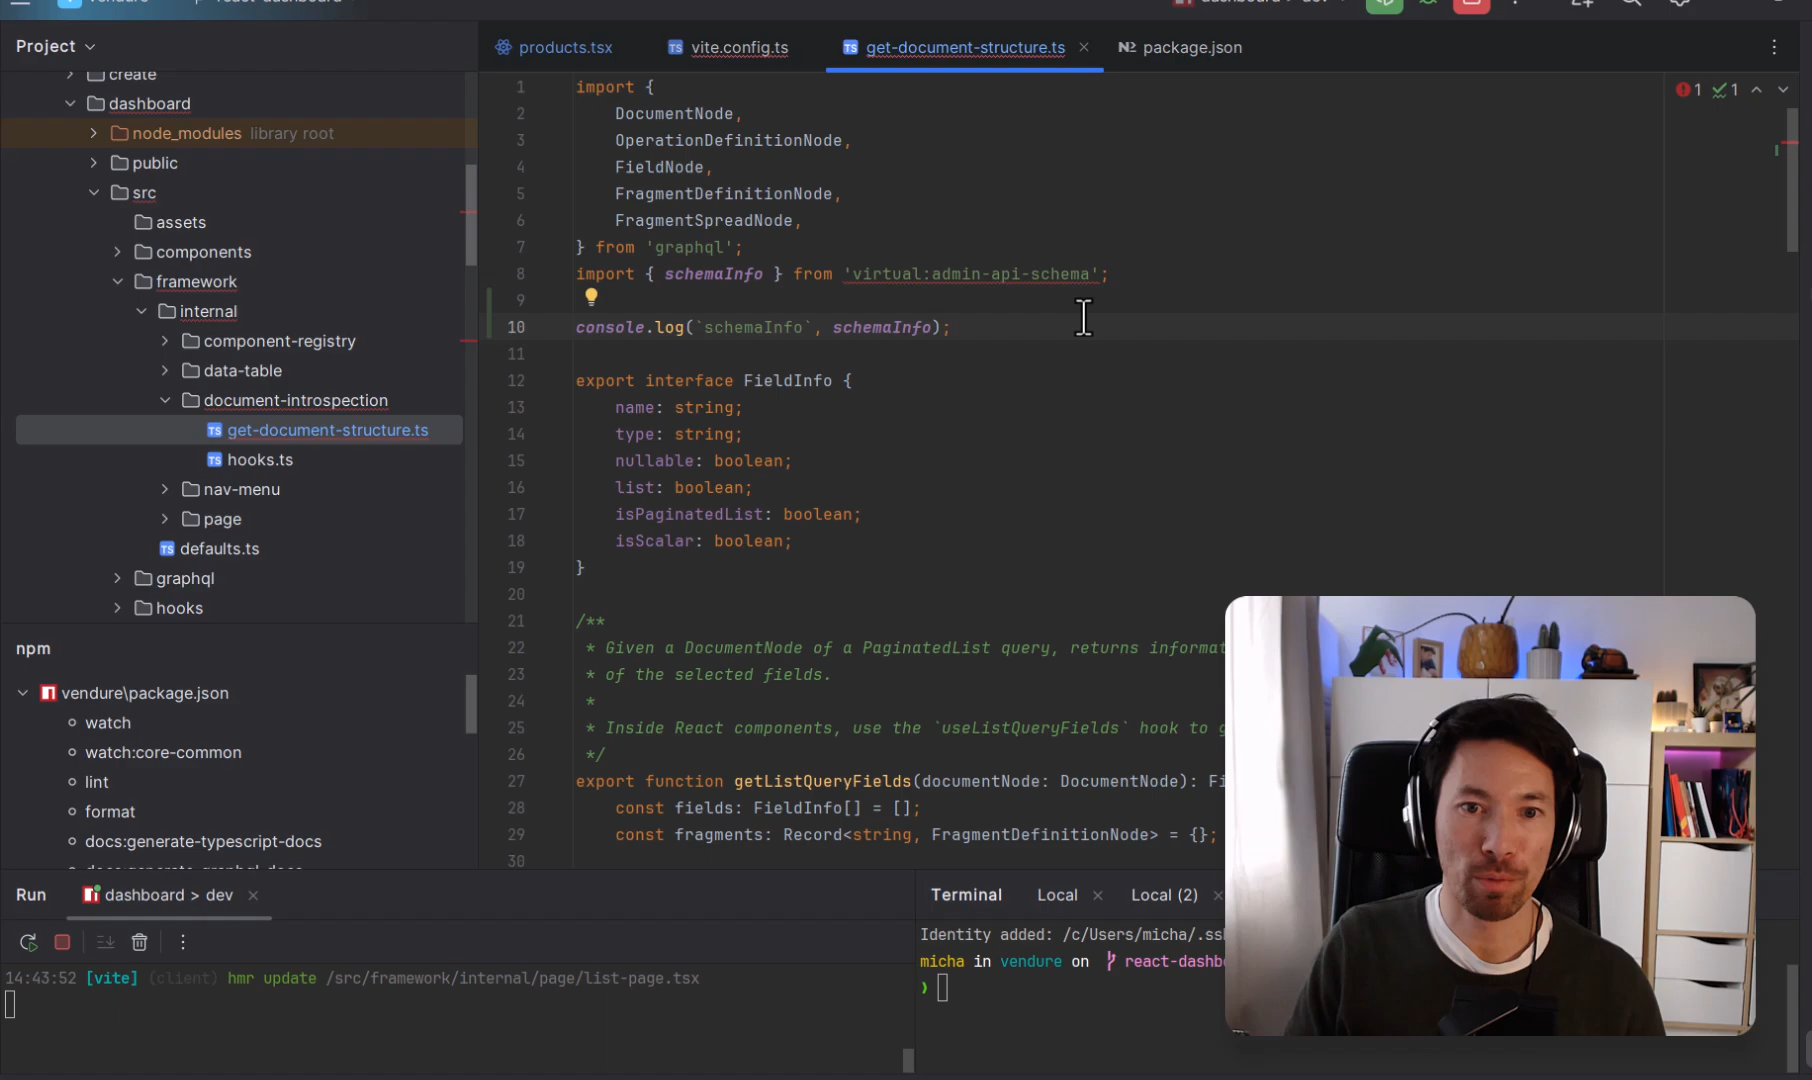 vendure
react-dashboard
dashboard > dev
Project
products.tsx
vite.config.ts
get-document-structure.ts
package.json
create
dashboard
node_modules library root
public
src
assets
components
framework
internal
component-registry
data-table
document-introspection
get-document-structure.ts
hooks.ts
nav-menu
page
defaults.ts
graphql
hooks
1 import {
2 DocumentNode,
3 OperationDefinitionNode,
4 FieldNode,
5 FragmentDefinitionNode,
6 FragmentSpreadNode,
7 } from 'graphql';
8 import { schemaInfo } from 'virtual:admin-api-schema';
9
10 console.log(`schemaInfo`, schemaInfo);
11
12 export interface FieldInfo {
13 name: string;
14 type: string;
15 nullable: boolean;
16 list: boolean;
17 isPaginatedList: boolean;
18 isScalar: boolean;
19 }
20
21 /**
22 * Given a DocumentNode of a PaginatedList query, returns informat
23 * of the selected fields.
24 *
25 * Inside React components, use the `useListQueryFields` hook to g
26 */
27 export function getListQueryFields(documentNode: DocumentNode): Fi
28 const fields: FieldInfo[] = [];
29 const fragments: Record<string, FragmentDefinitionNode> = {};
30
1 1
npm
vendure\package.json
watch
watch:core-common
lint
format
docs:generate-typescript-docs
Run
dashboard > dev
14:43:52 [vite] (client) hmr update /src/framework/internal/page/list-page.tsx
Terminal
Local
Local (2)
Identity added: /c/Users/micha/.ss
micha in vendure on react-dashb